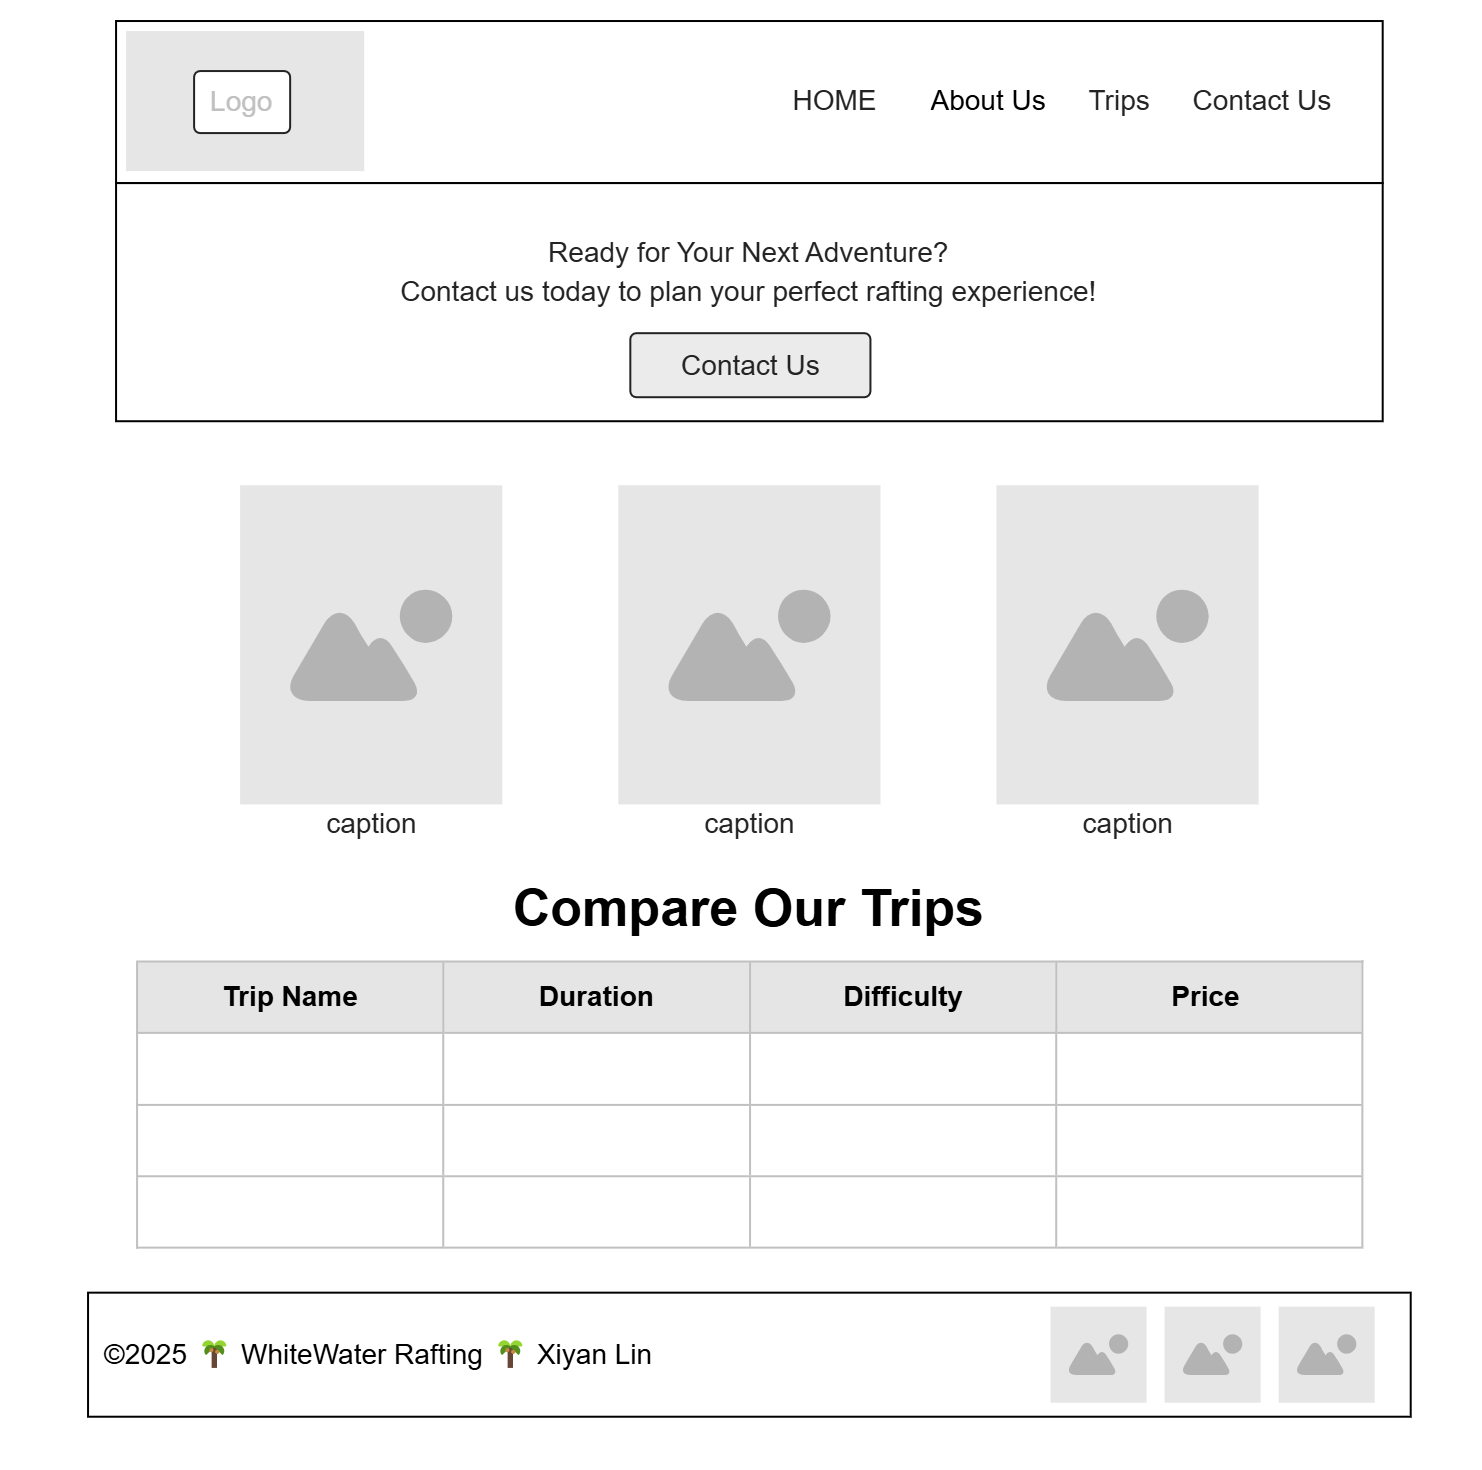 Logo
HOME About Us Trips Contact Us
Ready for Your Next Adventure?
Contact us today to plan your perfect rafting experience!
Contact Us
caption caption caption
Compare Our Trips
Trip Name Duration Difficulty Price
©2025 🌴 WhiteWater Rafting 🌴 Xiyan Lin